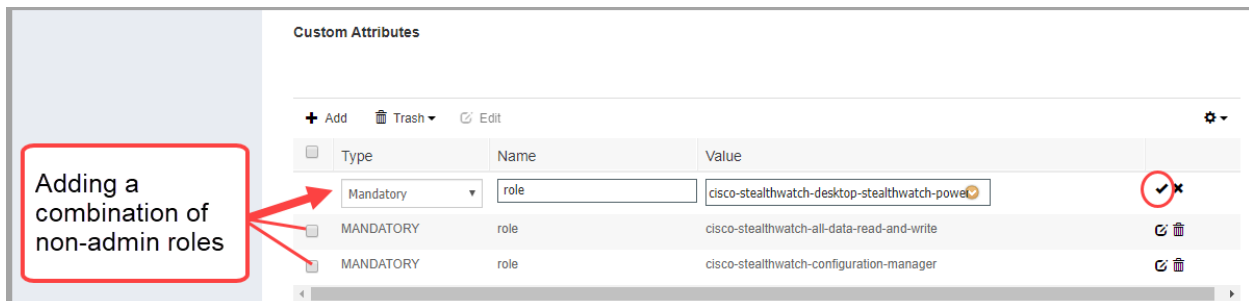 Custom Attributes
Add Trash Edit
Type Name Value
Mandatory role cisco-stealthwatch-desktop-stealthwatch-power
MANDATORY role cisco-stealthwatch-all-data-read-and-write
MANDATORY role cisco-stealthwatch-configuration-manager
Adding a
combination of
non-admin roles